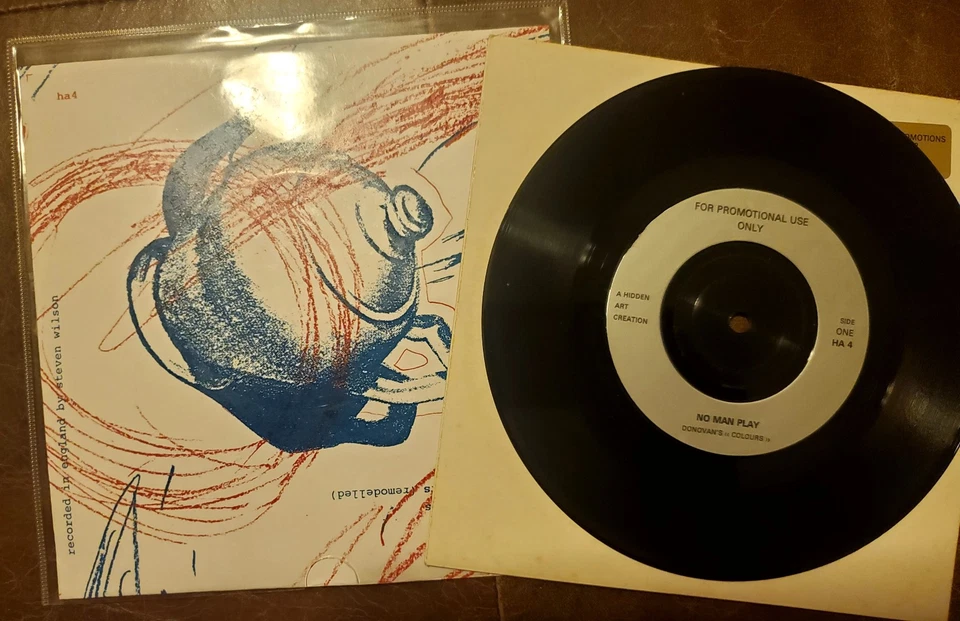 ha4
recorded in england by steven wilson
(remodelled)
FOR PROMOTIONAL USE
ONLY
A HIDDEN
ART
CREATION
SIDE
ONE
HA 4
NO MAN PLAY
DONOVAN'S COLOURS